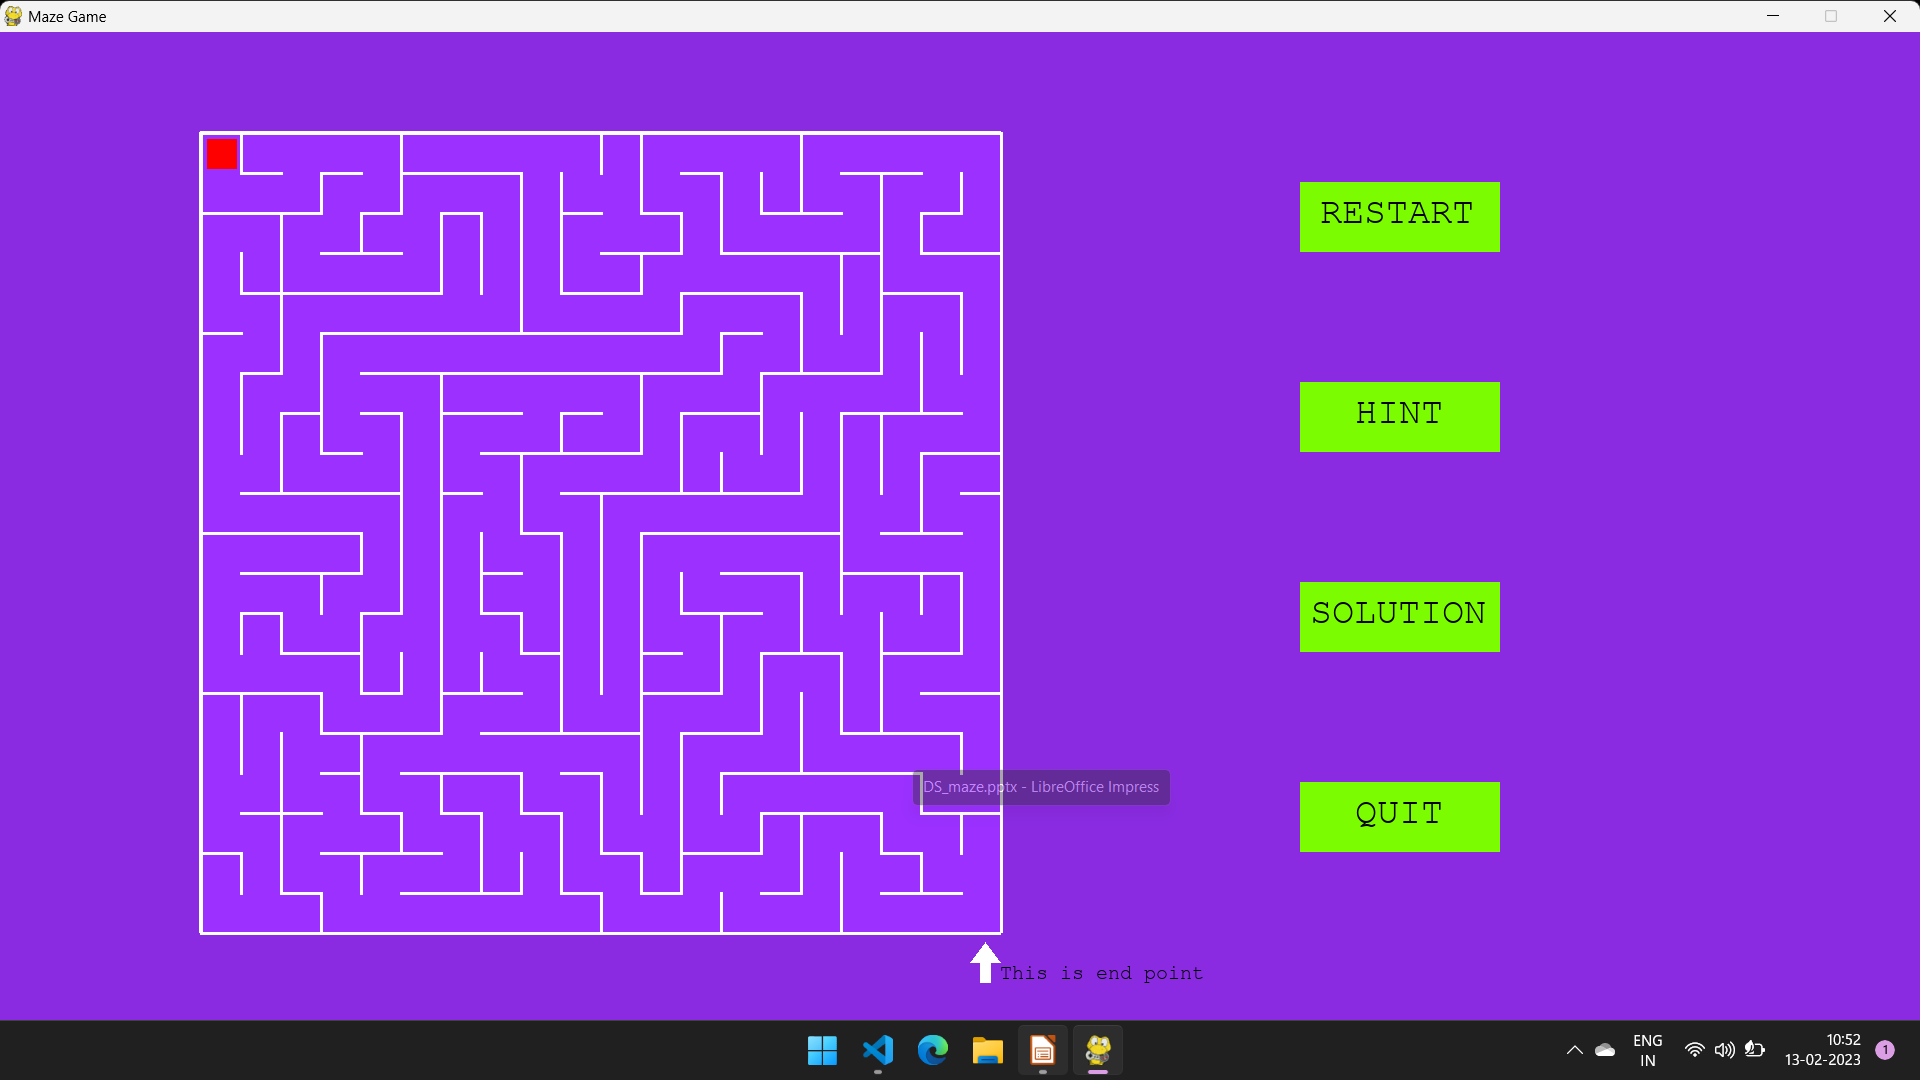 Maze Game
RESTART
HINT
SOLUTION
DS_maze.pptx - LibreOffice Impress
QUIT
This is end point
ENG
IN
10:52
13-02-2023
1